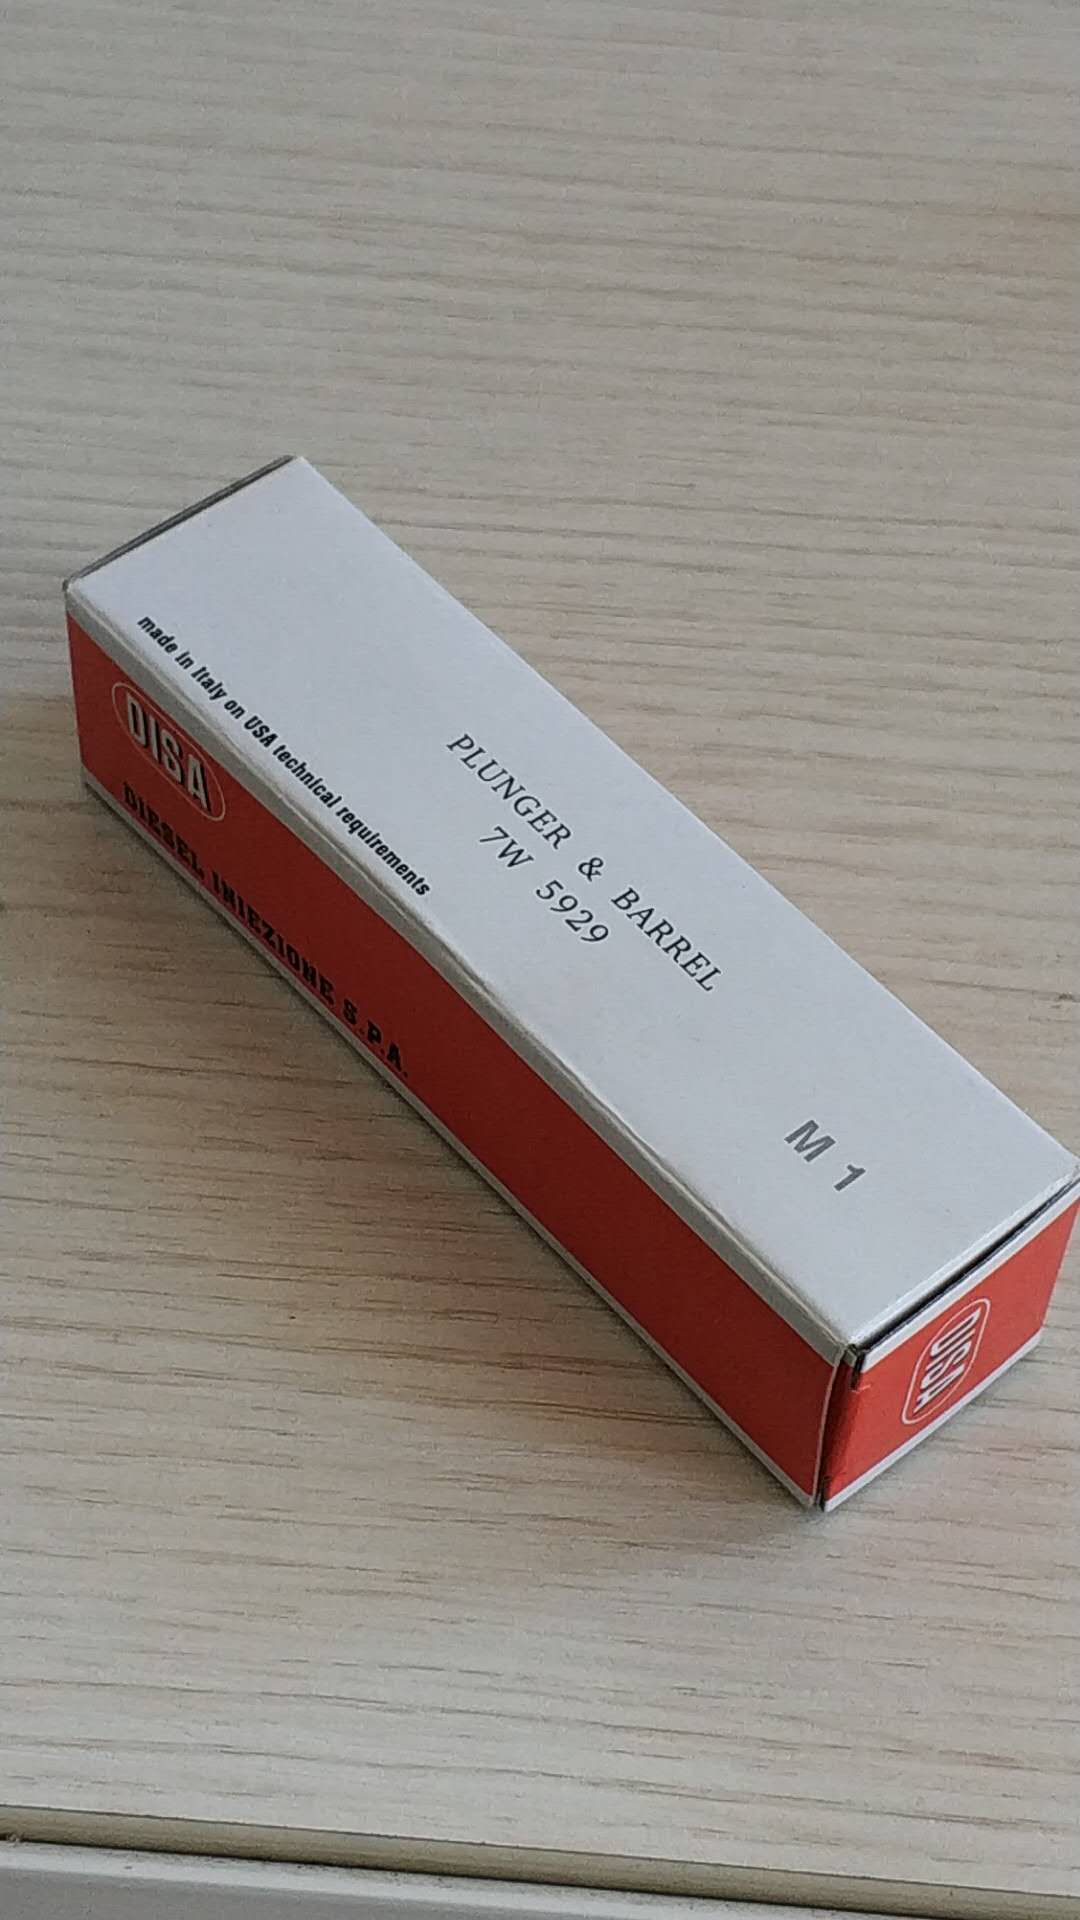 made in Italy on USA technical requirements
PLUNGER & BARREL
7W 5929
M 1
DISA
DIESEL INIEZIONE S.P.A.
DISA